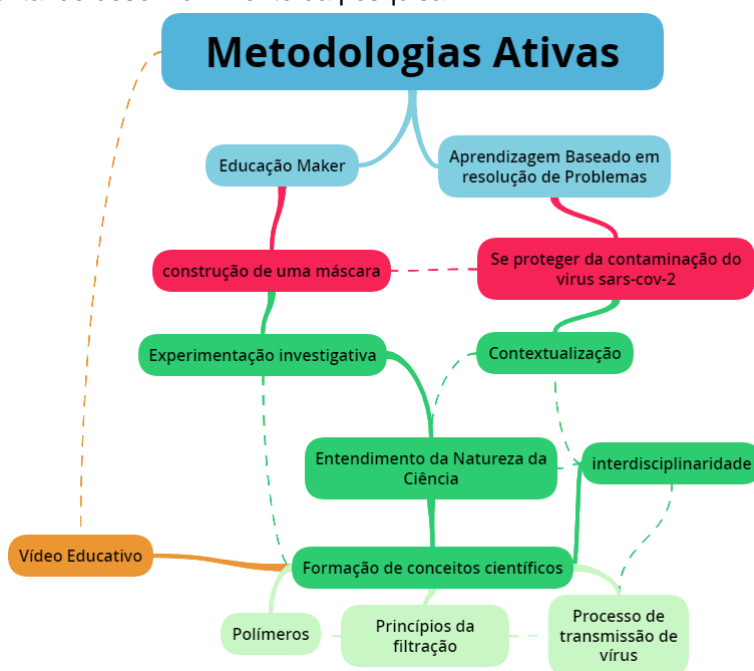 Metodologias Ativas
Educação Maker
Aprendizagem Baseado em
resolução de Problemas
construção de uma máscara
Se proteger da contaminação do
virus sars-cov-2
Experimentação investigativa
Contextualização
Entendimento da Natureza da
Ciência
interdisciplinaridade
Vídeo Educativo
Formação de conceitos científicos
Polímeros
Princípios da
filtração
Processo de
transmissão de
vírus